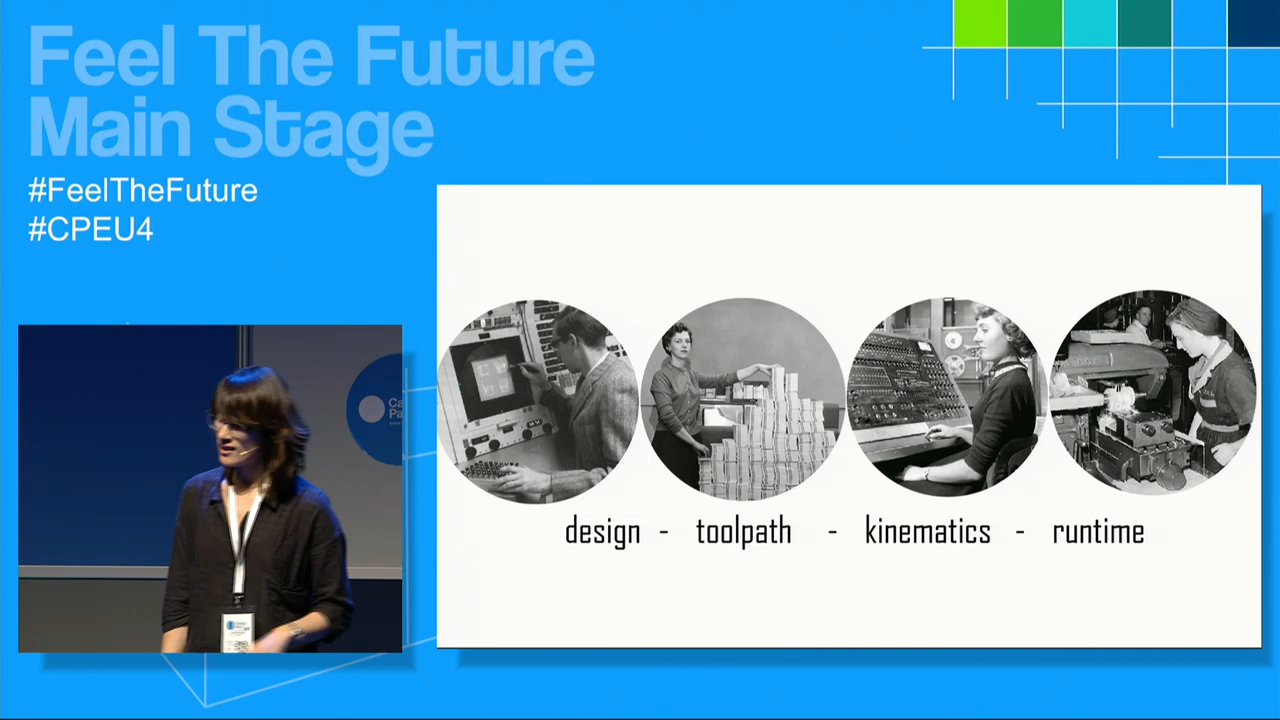 Feel The Future
Main Stage
#FeelTheFuture
#CPEU4
design - toolpath - kinematics - runtime